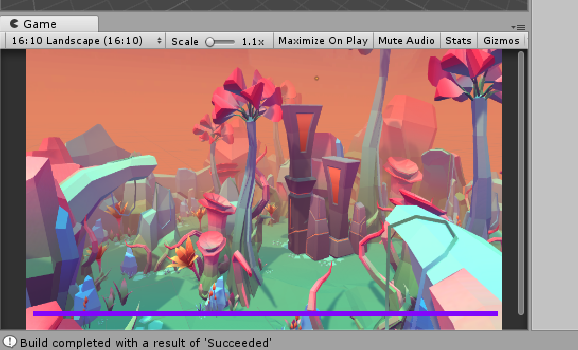 Game
16:10 Landscape (16:10) Scale 1.1x Maximize On Play Mute Audio Stats Gizmos
Build completed with a result of 'Succeeded'